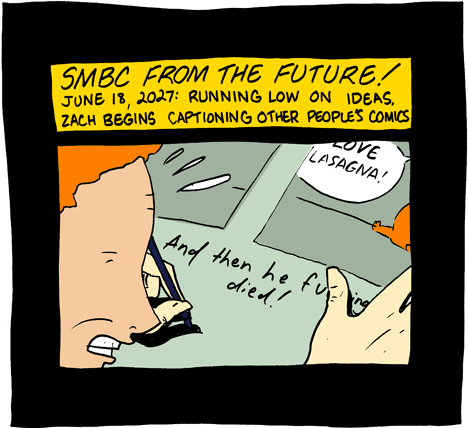 SMBC FROM THE FUTURE!
JUNE 18, 2027: RUNNING LOW ON IDEAS,
ZACH BEGINS CAPTIONING OTHER PEOPLE'S COMICS
LOVE
LASAGNA!
And then he
died!